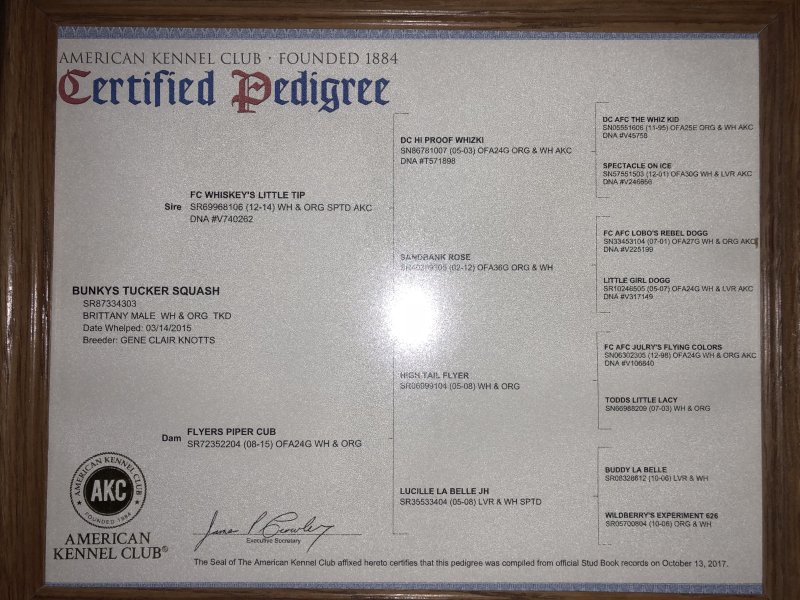 AMERICAN KENNEL CLUB · FOUNDED 1884
Certified Pedigree
BUNKYS TUCKER SQUASH
SR87334303
BRITTANY MALE WH & ORG TKD
Date Whelped: 03/14/2015
Breeder: GENE CLAIR KNOTTS
FC WHISKEY'S LITTLE TIP
Sire SR69968106 (12-14) WH & ORG SPTD AKC
DNA #V740262
FLYERS PIPER CUB
Dam SR72352204 (08-15) OFA24G WH & ORG
DC HI PROOF WHIZKI
SN86781007 (05-03) OFA24G ORG & WH AKC
DNA #T571898
SANDBANK ROSE
(02-12) OFA36G ORG & WH
HIGH TAIL FLYER
SR06999104 (05-08) WH & ORG
LUCILLE LA BELLE JH
SR35533404 (05-08) LVR & WH SPTD
DC AFC THE WHIZ KID
SN05551606 (11-95) OFA25E ORG & WH AKC
DNA #V45758
SPECTACLE ON ICE
SN57551503 (12-01) OFA30G WH & LVR AKC
DNA #V246856
FC AFC LOBO'S REBEL DOGG
SN33453104 (07-01) OFA27G WH & ORG AKC
DNA #V225199
LITTLE GIRL DOGG
SR10246505 (05-07) OFA24G WH & LVR AKC
DNA #V317149
FC AFC JULRY'S FLYING COLORS
SN06302305 (12-98) OFA24G WH & ORG AKC
DNA #V106840
TODDS LITTLE LACY
SN66988209 (07-03) WH & ORG
BUDDY LA BELLE
SR08328612 (10-06) LVR & WH
WILDBERRY'S EXPERIMENT 626
SR05700804 (10-06) ORG & WH
AMERICAN KENNEL CLUB
AKC
FOUNDED 1884
AMERICAN
KENNEL CLUB®
James P. Crowley
Executive Secretary
The Seal of The American Kennel Club affixed hereto certifies that this pedigree was compiled from official Stud Book records on October 13, 2017.